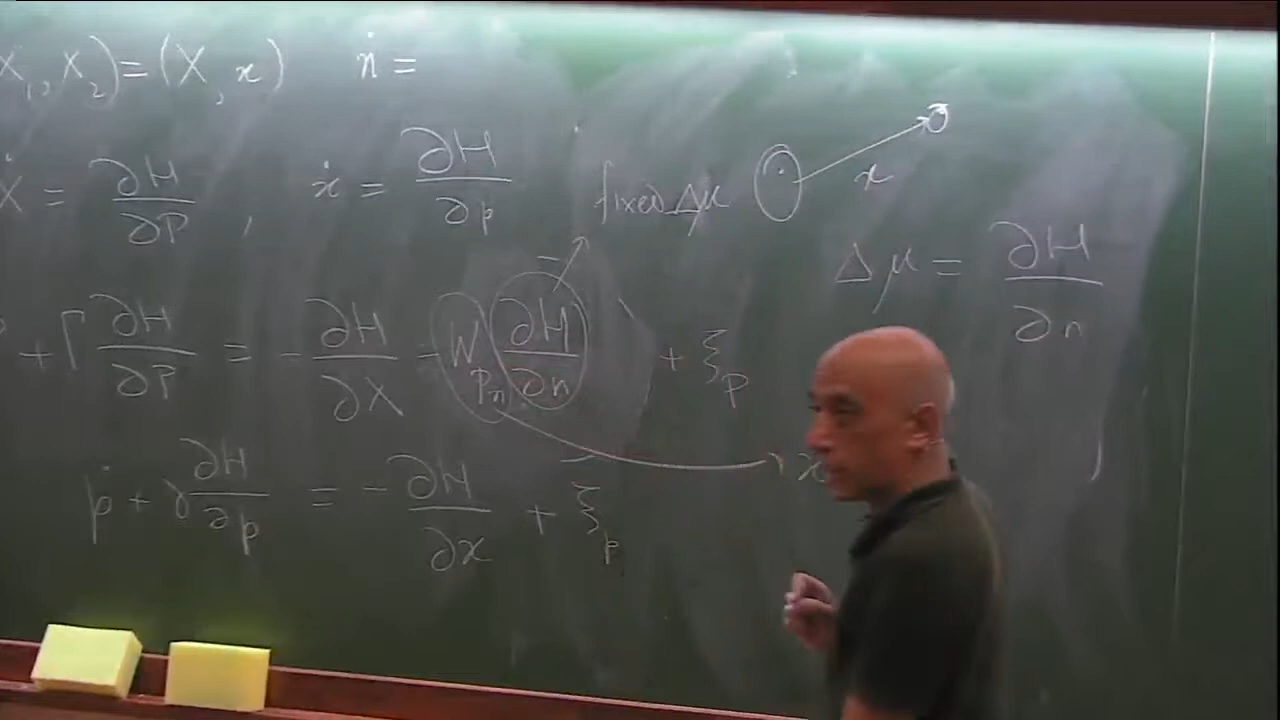 X₁, X₂) = (X, x) ṅ =
Ẋ = ∂H/∂P , ẋ = ∂H/∂p
fixed Δμ
x
Δμ = ∂H/∂n
+ Γ ∂H/∂P = - ∂H/∂X - W_{Pn} ∂H/∂n + ξ_P
ṗ + γ ∂H/∂p = - ∂H/∂x + ξ_p